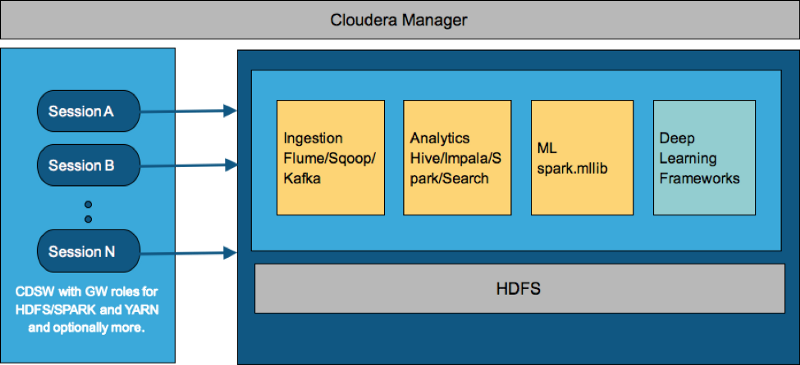 Cloudera Manager
Session A
Session B
Session N
CDSW with GW roles for
HDFS/SPARK and YARN
and optionally more.
Ingestion
Flume/Sqoop/
Kafka
Analytics
Hive/Impala/S
park/Search
ML
spark.mllib
Deep
Learning
Frameworks
HDFS